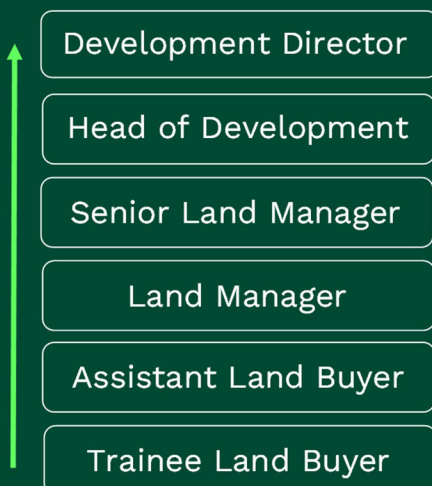 Development Director
Head of Development
Senior Land Manager
Land Manager
Assistant Land Buyer
Trainee Land Buyer